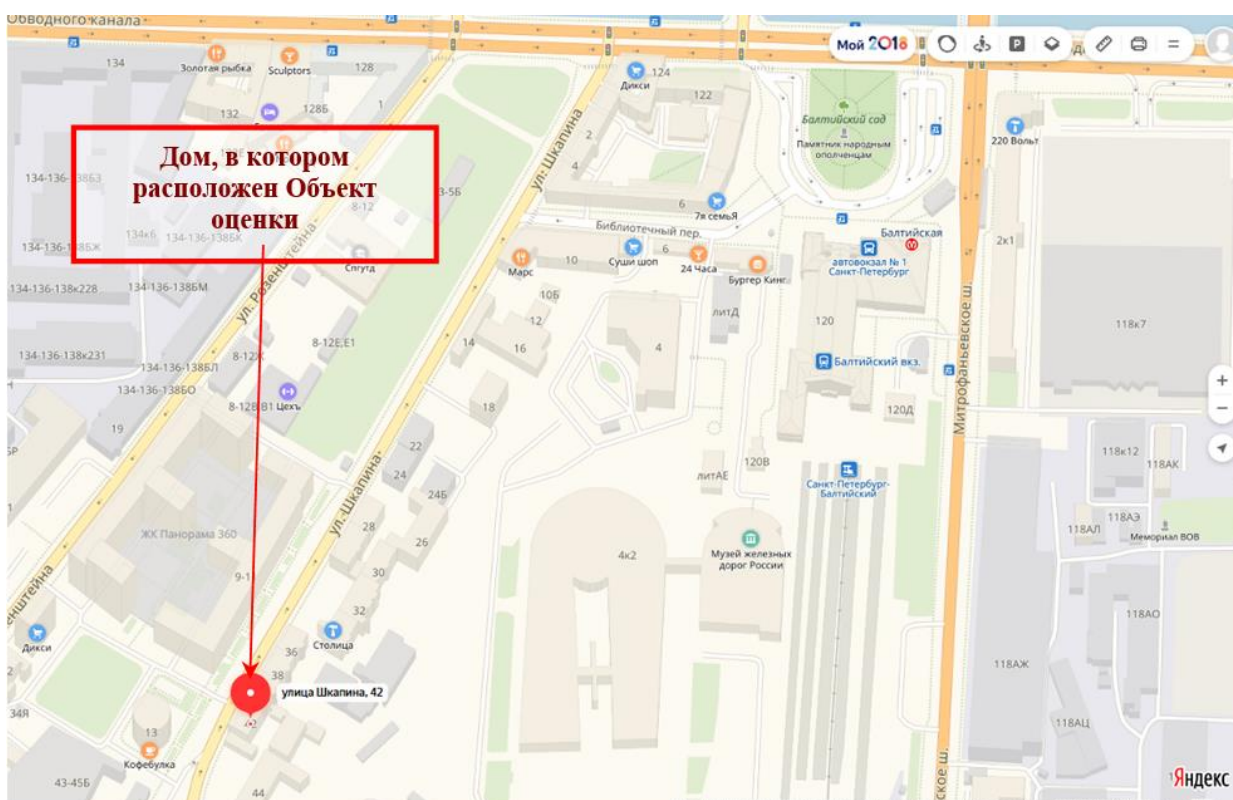 Обводного канала
Мой 2018
P
134
Золотая рыбка
Sculptors
128
132
128Б
1
Дикси
124
122
2
4
ул. Шкапина
Балтийский сад
Памятник народным
ополченцам
220 Вольт
Дом, в котором
расположен Объект
оценки
134-136-138Б3
134-136-138БЖ
134к6
134-136-138БК
8-12
3-5Б
Спгутд
6
7я семьЯ
Библиотечный пер.
Марс
10
Суши шоп
6
24 Часа
Бургер Кинг
Балтийская
автовокзал № 1
Санкт-Петербург
2к1
134-136-138к228
134-136-138БМ
ул. Розенштейна
10Б
12
литД
120
118к7
134-136-138к231
134-136-138БЛ
8-12Ж
8-12Е,Е1
14
16
4
Балтийский вкз.
134-136-138БО
8-12В
В1
Цехъ
18
120Д
Митрофаньевское ш.
19
22
24
24Б
ул. Шкапина
литАЕ
120В
Санкт-Петербург-
Балтийский
118к12
118АК
ЖК Панорама 360
28
26
4к2
Музей железных
дорог России
118АЛ
118АЭ
Мемориал ВОВ
30
32
Столица
118АО
Дикси
36
38
улица Шкапина, 42
42
118АЖ
34Я
13
Кофебулка
118АЦ
43-45Б
44
ское ш.
Яндекс